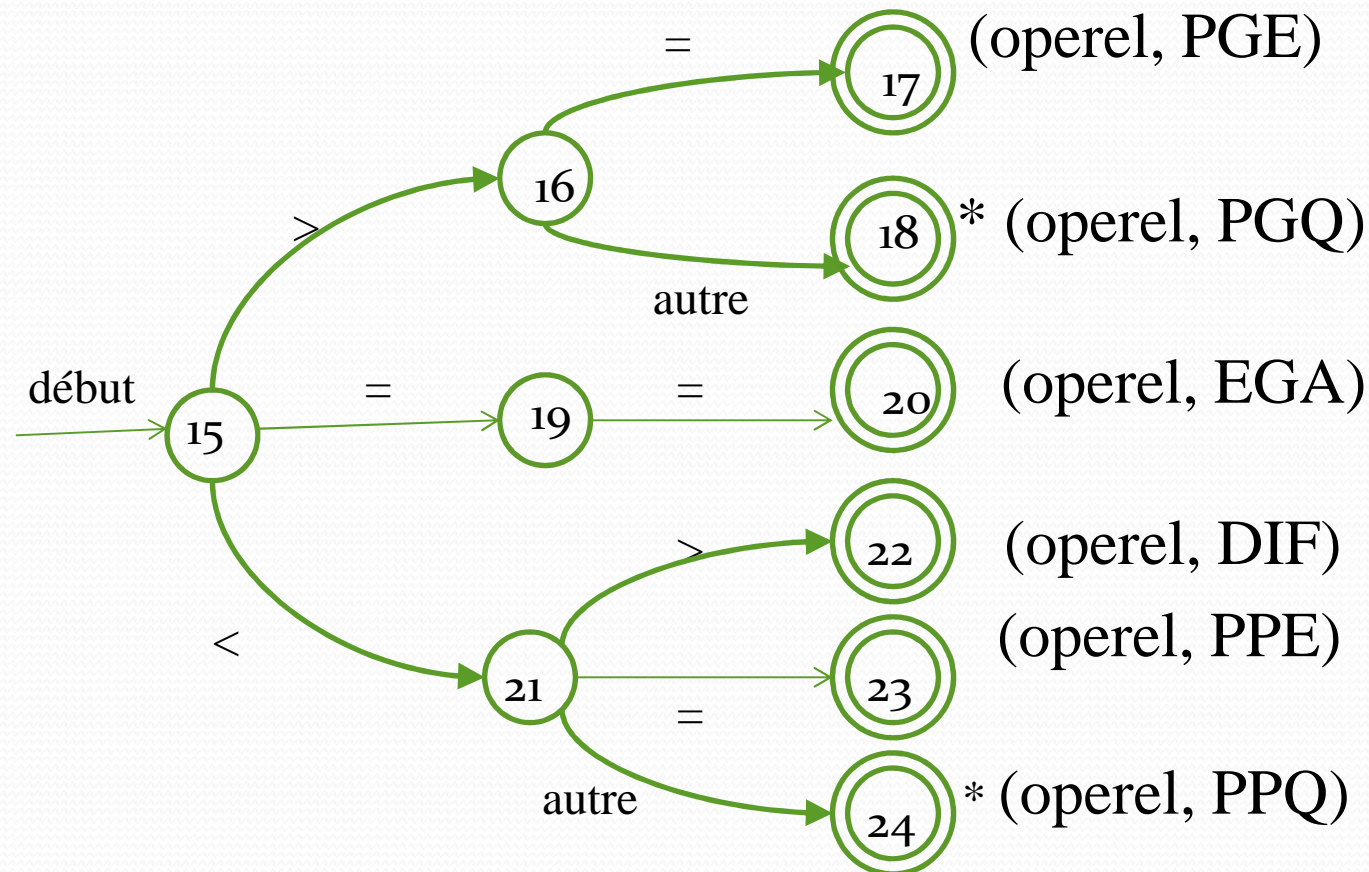 = 17 (operel, PGE)
> 16
18 * (operel, PGQ)
autre
début 15 = 19 = 20 (operel, EGA)
> 22 (operel, DIF)
< 21 23 (operel, PPE)
=
autre 24 * (operel, PPQ)